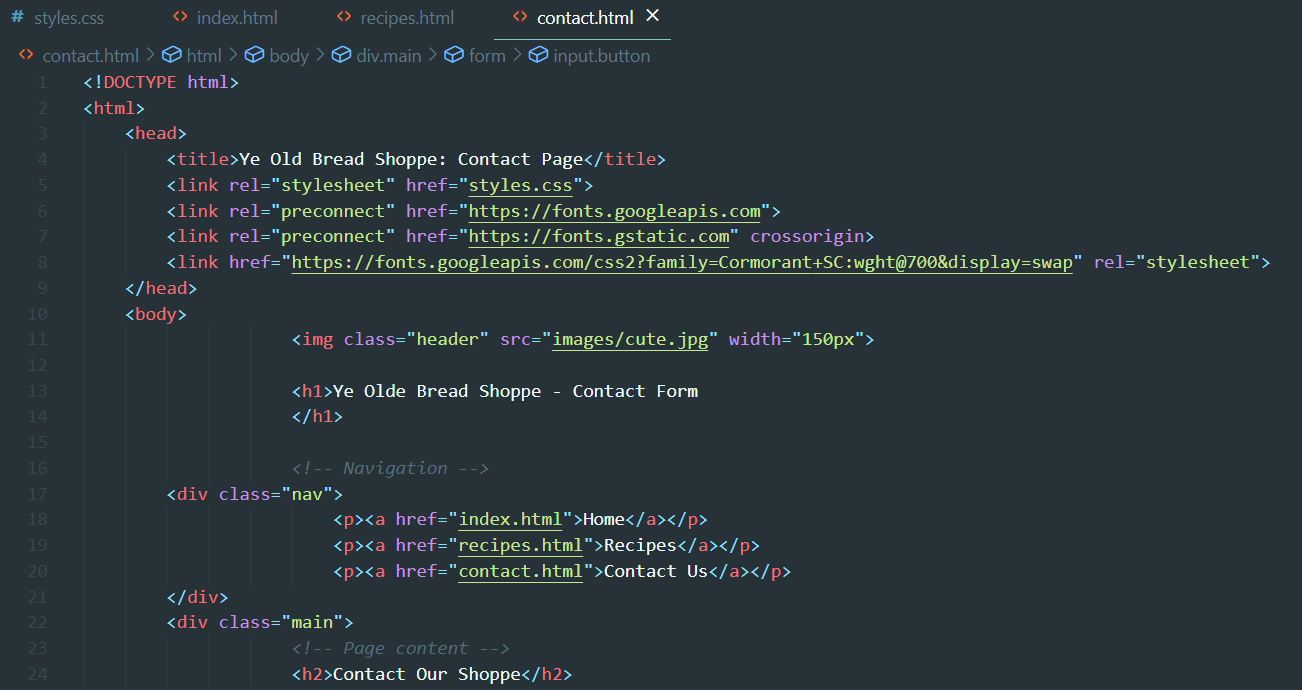 # styles.css <> index.html <> recipes.html <> contact.html ×
<> contact.html > html > body > div.main > form > input.button
1 <!DOCTYPE html>
2 <html>
3 <head>
4 <title>Ye Old Bread Shoppe: Contact Page</title>
5 <link rel="stylesheet" href="styles.css">
6 <link rel="preconnect" href="https://fonts.googleapis.com">
7 <link rel="preconnect" href="https://fonts.gstatic.com" crossorigin>
8 <link href="https://fonts.googleapis.com/css2?family=Cormorant+SC:wght@700&display=swap" rel="stylesheet">
9 </head>
10 <body>
11 <img class="header" src="images/cute.jpg" width="150px">
12
13 <h1>Ye Olde Bread Shoppe - Contact Form
14 </h1>
15
16 <!-- Navigation -->
17 <div class="nav">
18 <p><a href="index.html">Home</a></p>
19 <p><a href="recipes.html">Recipes</a></p>
20 <p><a href="contact.html">Contact Us</a></p>
21 </div>
22 <div class="main">
23 <!-- Page content -->
24 <h2>Contact Our Shoppe</h2>